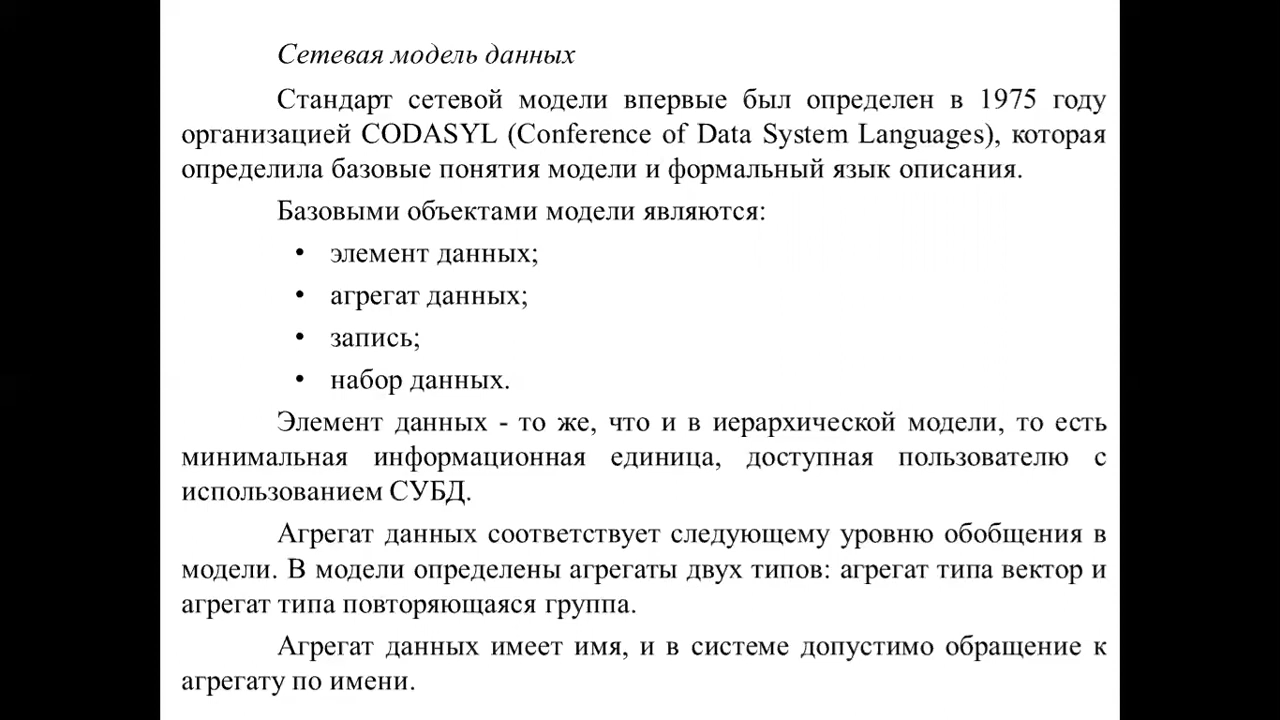 Сетевая модель данных
Стандарт сетевой модели впервые был определен в 1975 году
организацией CODASYL (Conference of Data System Languages), которая
определила базовые понятия модели и формальный язык описания.
Базовыми объектами модели являются:
• элемент данных;
• агрегат данных;
• запись;
• набор данных.
Элемент данных - то же, что и в иерархической модели, то есть
минимальная информационная единица, доступная пользователю с
использованием СУБД.
Агрегат данных соответствует следующему уровню обобщения в
модели. В модели определены агрегаты двух типов: агрегат типа вектор и
агрегат типа повторяющаяся группа.
Агрегат данных имеет имя, и в системе допустимо обращение к
агрегату по имени.